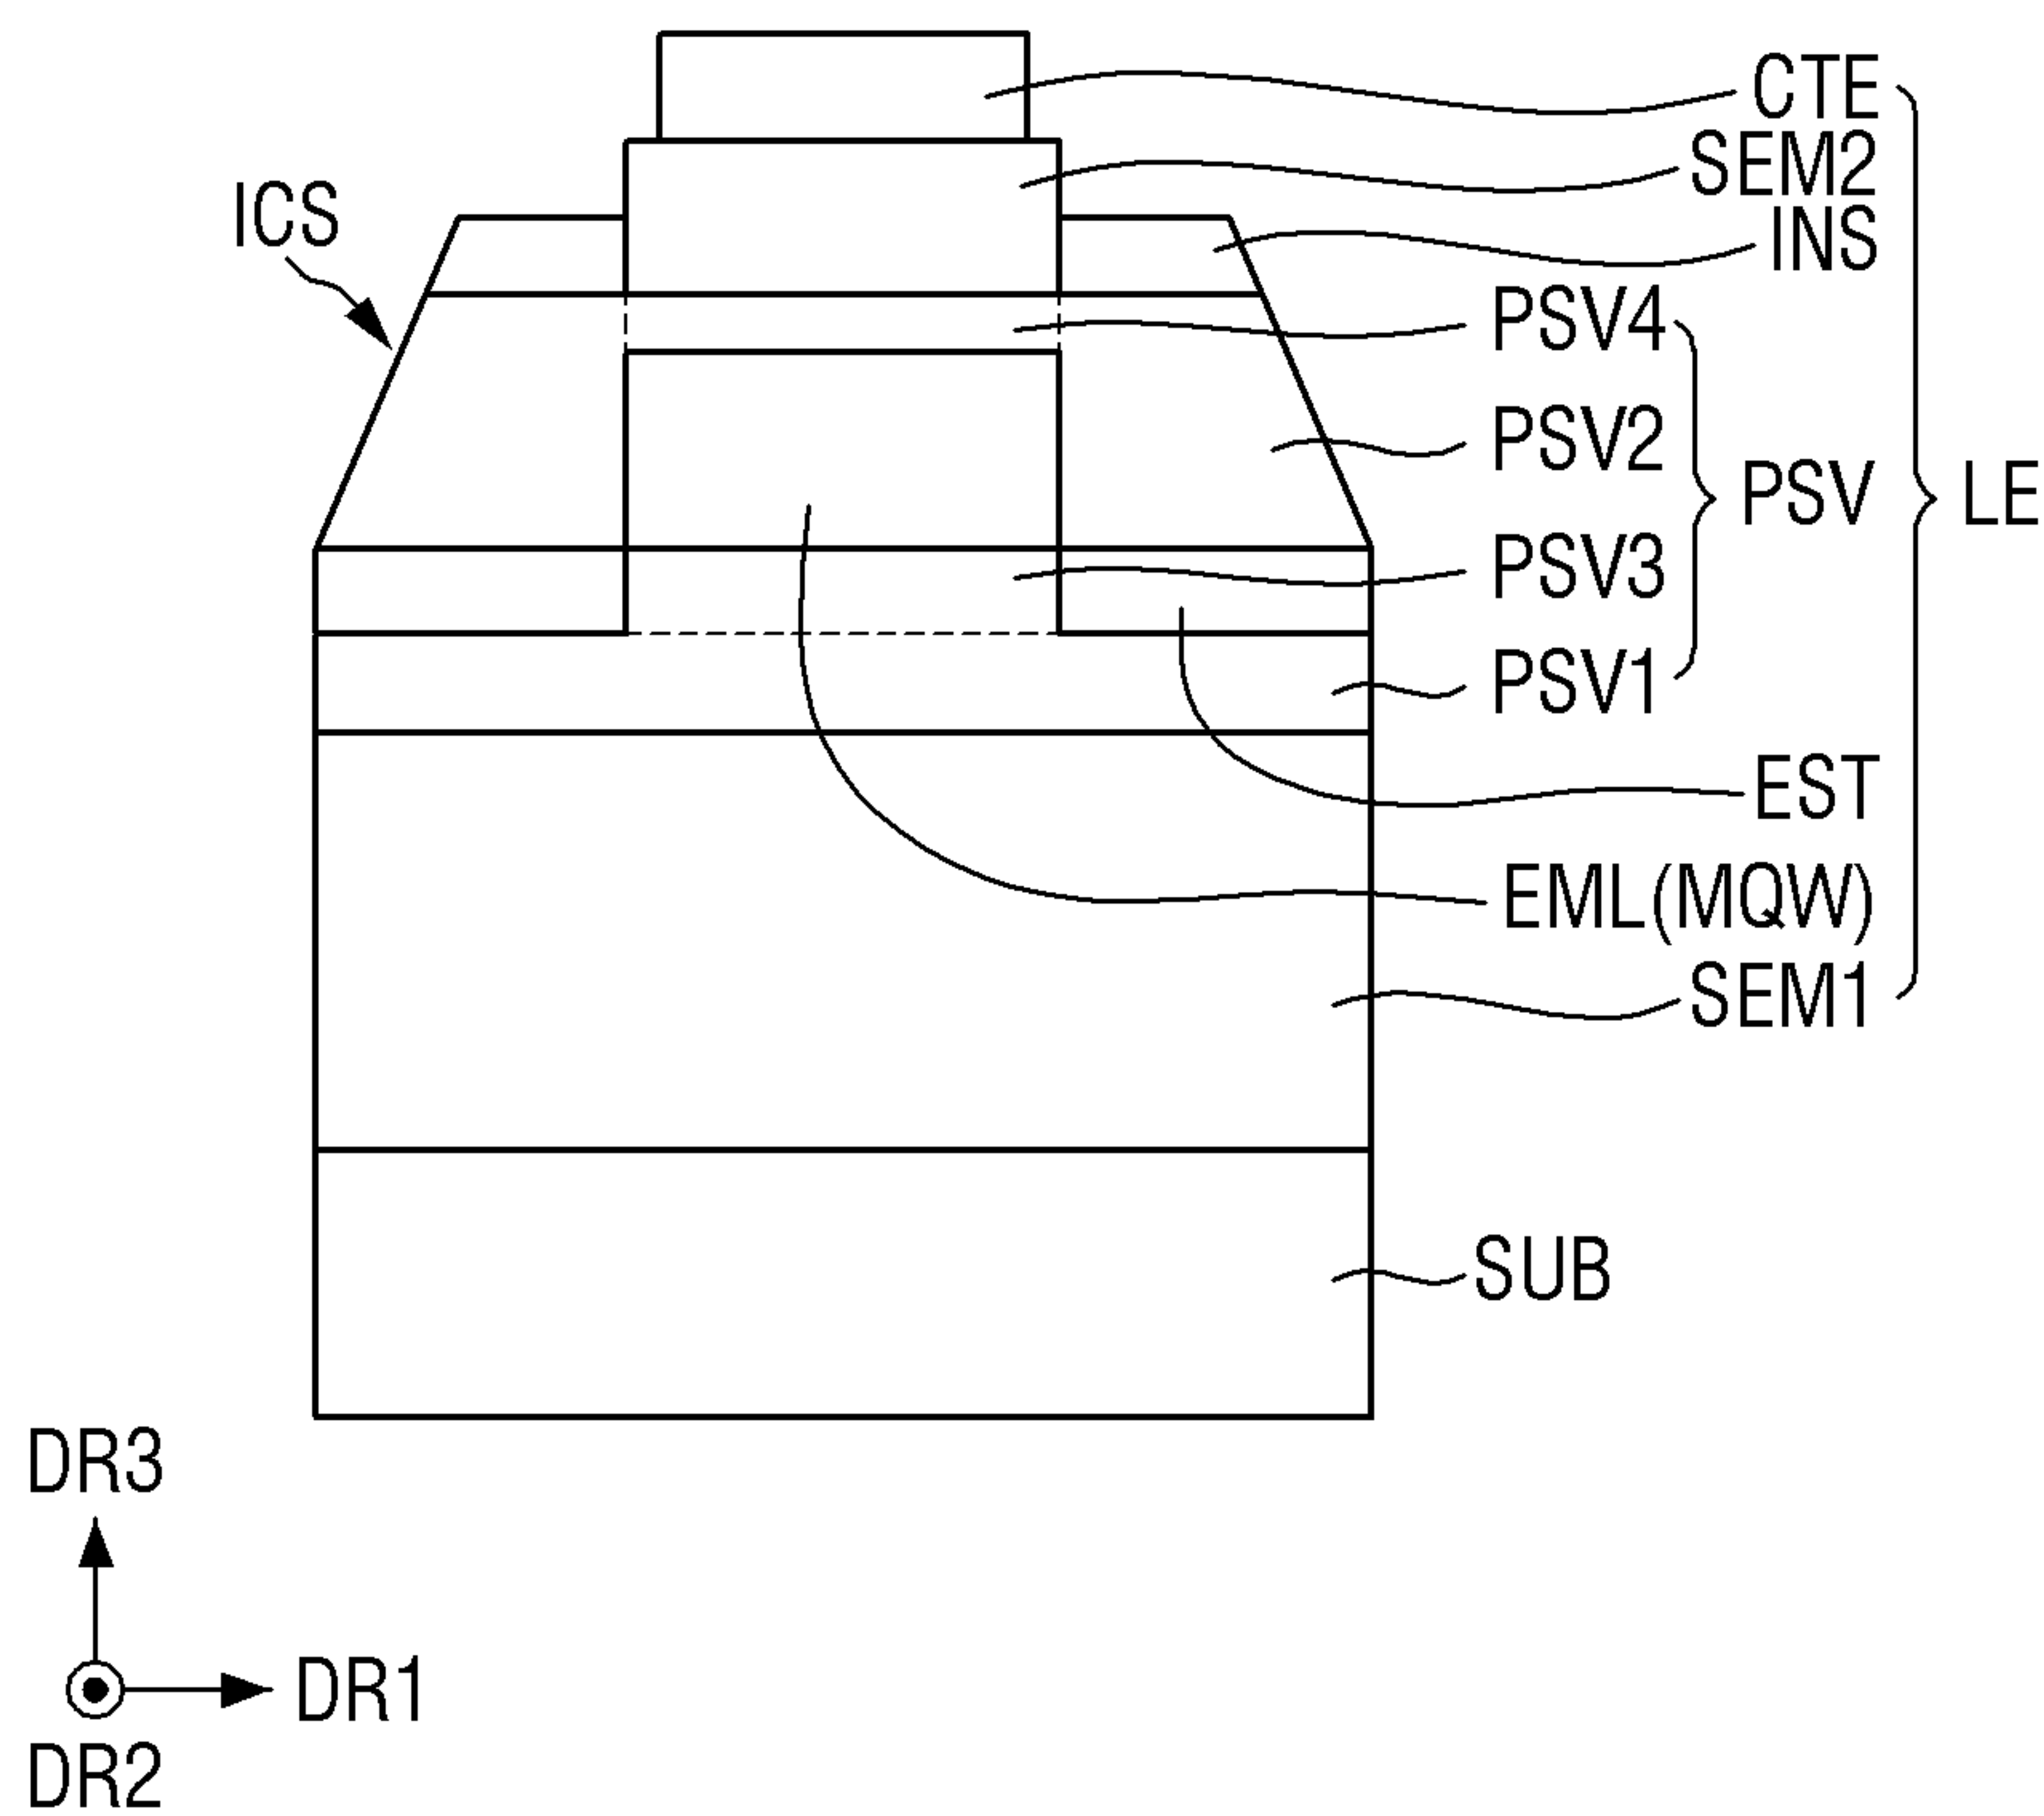 CTE
SEM2
ICS
INS
PSV4
PSV2
PSV LE
PSV3
PSV1
EST
EML(MQW)
SEM1
SUB
DR3
DR1
DR2